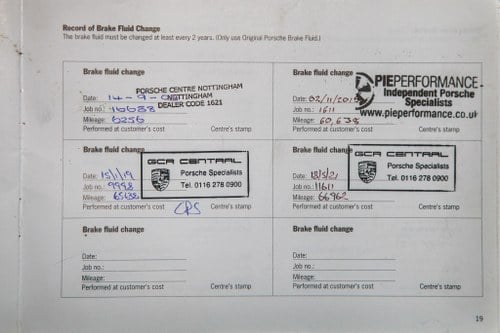 Record of Brake Fluid Change
The brake fluid must be changed at least every 2 years. (Only use Original Porsche Brake Fluid.)
Brake fluid change
PORSCHE CENTRE NOTTINGHAM
NOTTINGHAM
DEALER CODE 1621
Date: 14-9-
Job no.:
Mileage: 6256
Performed at customer's cost Centre's stamp
Brake fluid change
PIEPERFORMANCE
Independent Porsche
Specialists
www.pieperformance.co.uk
Date: 02/11/201
Job no.: 1611
Mileage: 60,638
Performed at customer's cost Centre's stamp
Brake fluid change
GCR CENTRAL
Porsche Specialists
Tel. 0116 278 0900
Date: 15/1/19
Job no.: 9998
Mileage: 65638
Performed at customer's cost Centre's stamp
Brake fluid change
GCR CENTRAL
Porsche Specialists
Tel. 0116 278 0900
Date: 18/5/21
Job no.: 11611
Mileage: 66962
Performed at customer's cost Centre's stamp
Brake fluid change
Date:
Job no.:
Mileage:
Performed at customer's cost Centre's stamp
Brake fluid change
Date:
Job no.:
Mileage:
Performed at customer's cost Centre's stamp
19